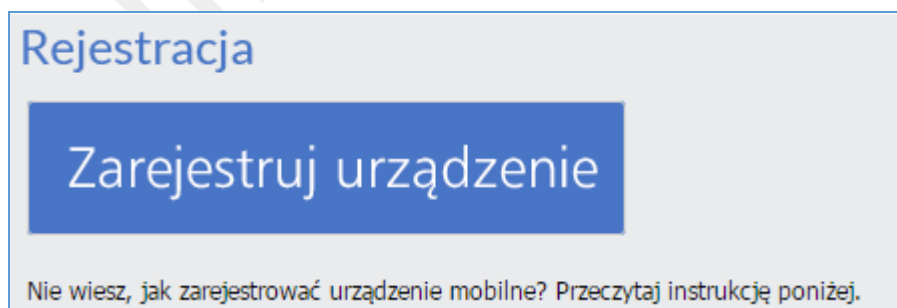 Rejestracja
Zarejestruj urządzenie
Nie wiesz, jak zarejestrować urządzenie mobilne? Przeczytaj instrukcję poniżej.